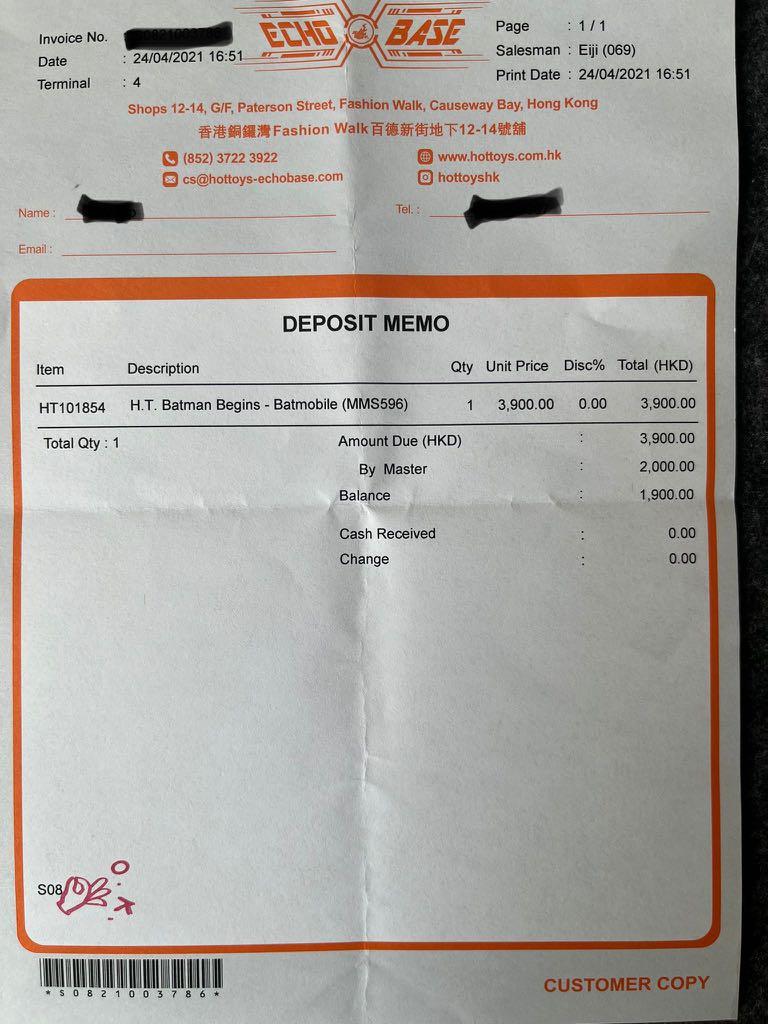 Invoice No.
Date : 24/04/2021 16:51
Terminal : 4
ECHO BASE
Page : 1 / 1
Salesman : Eiji (069)
Print Date : 24/04/2021 16:51
Shops 12-14, G/F, Paterson Street, Fashion Walk, Causeway Bay, Hong Kong
香港銅鑼灣Fashion Walk百德新街地下12-14號舖
(852) 3722 3922
www.hottoys.com.hk
cs@hottoys-echobase.com
hottoyshk
Name :
Tel. :
Email :
DEPOSIT MEMO
Item Description Qty Unit Price Disc% Total (HKD)
HT101854 H.T. Batman Begins - Batmobile (MMS596) 1 3,900.00 0.00 3,900.00
Total Qty : 1 Amount Due (HKD) : 3,900.00
By Master : 2,000.00
Balance : 1,900.00
Cash Received : 0.00
Change : 0.00
S08
*S0821003786*
CUSTOMER COPY